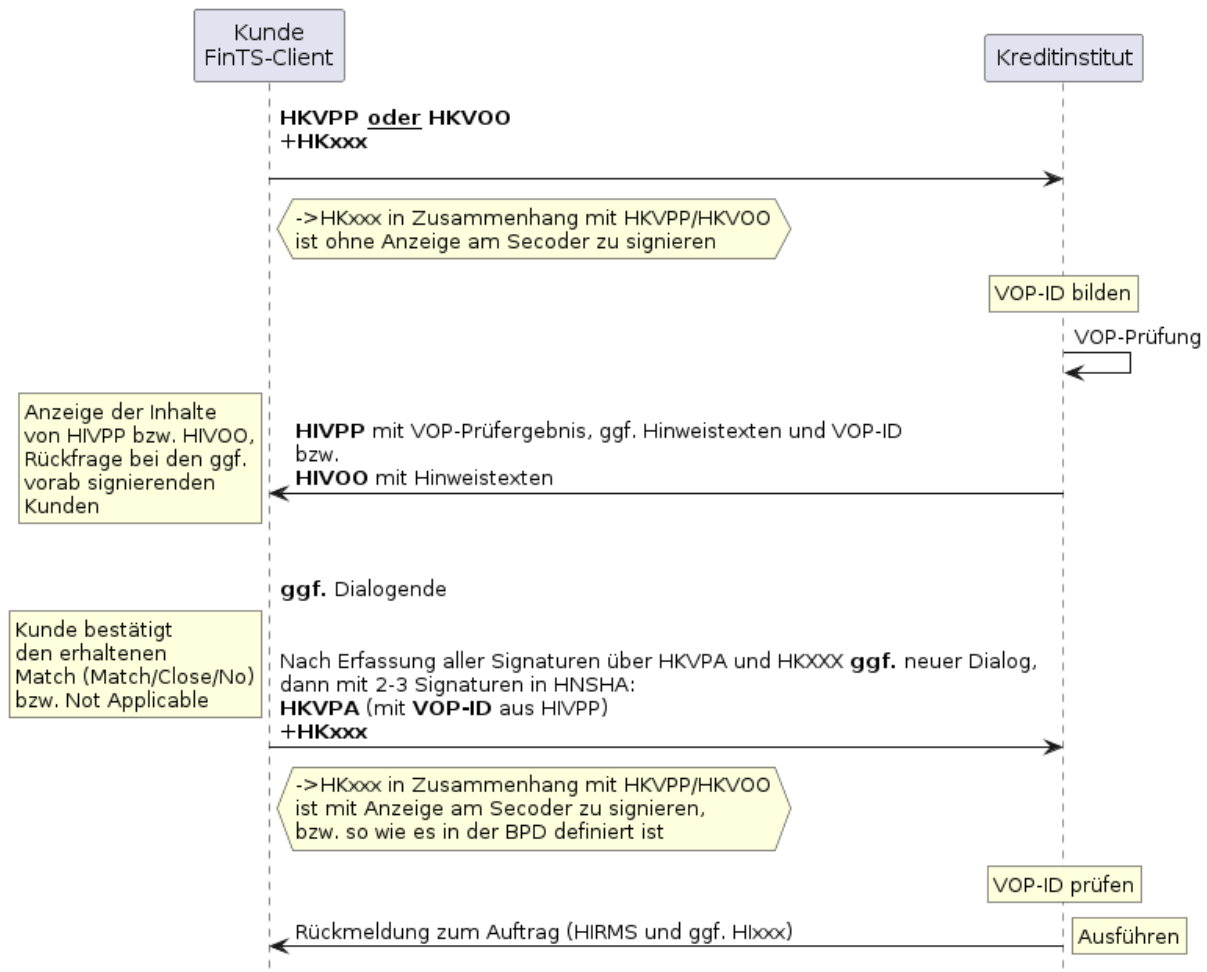 Kunde
FinTS-Client
Kreditinstitut
HKVPP oder HKVOO
+HKxxx
->HKxxx in Zusammenhang mit HKVPP/HKVOO
ist ohne Anzeige am Secoder zu signieren
VOP-ID bilden
VOP-Prüfung
Anzeige der Inhalte
von HIVPP bzw. HIVOO,
Rückfrage bei den ggf.
vorab signierenden
Kunden
HIVPP mit VOP-Prüfergebnis, ggf. Hinweistexten und VOP-ID
bzw.
HIVOO mit Hinweistexten
ggf. Dialogende
Kunde bestätigt
den erhaltenen
Match (Match/Close/No)
bzw. Not Applicable
Nach Erfassung aller Signaturen über HKVPA und HKXXX ggf. neuer Dialog,
dann mit 2-3 Signaturen in HNSHA:
HKVPA (mit VOP-ID aus HIVPP)
+HKxxx
->HKxxx in Zusammenhang mit HKVPP/HKVOO
ist mit Anzeige am Secoder zu signieren,
bzw. so wie es in der BPD definiert ist
VOP-ID prüfen
Rückmeldung zum Auftrag (HIRMS und ggf. HIxxx)
Ausführen